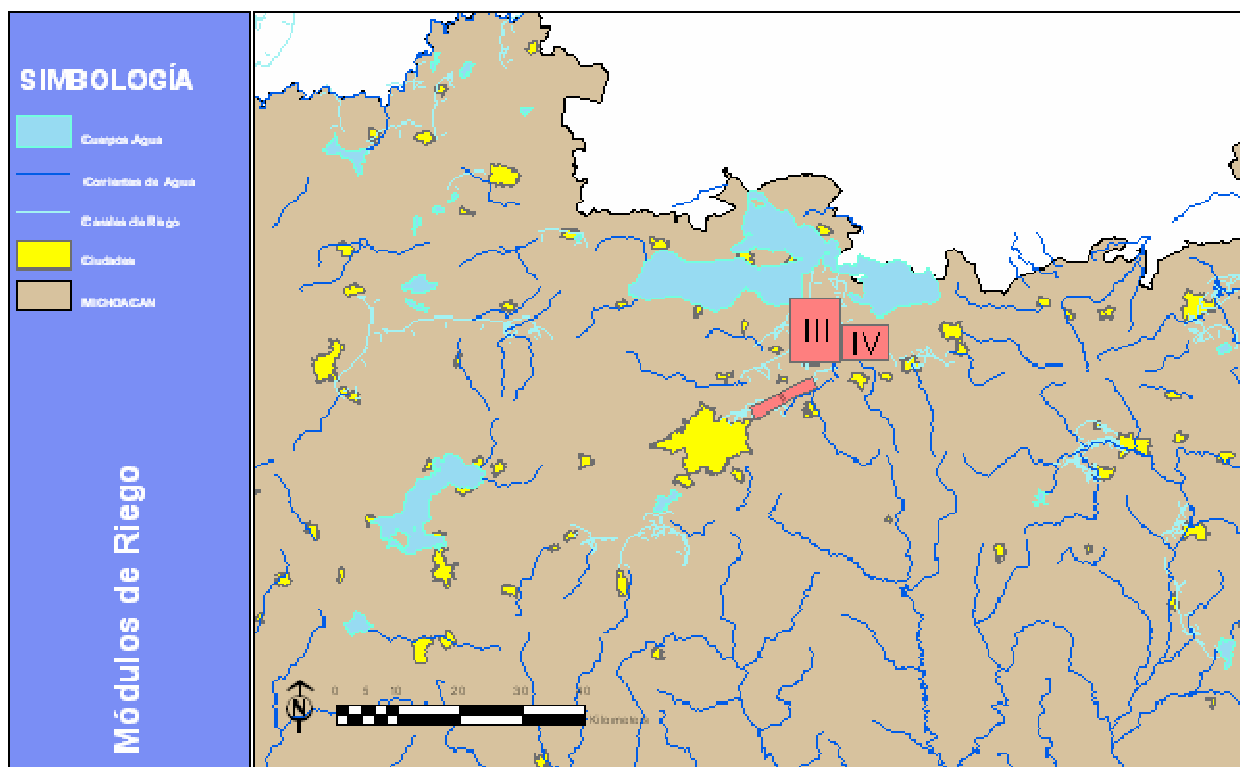 SIMBOLOGÍA
Cuerpos Agua
Corrientes de Agua
Canales de Riego
Ciudades
MICHOACAN
Módulos de Riego
III
IV
0 5 10 20 30 40
Kilometers
N